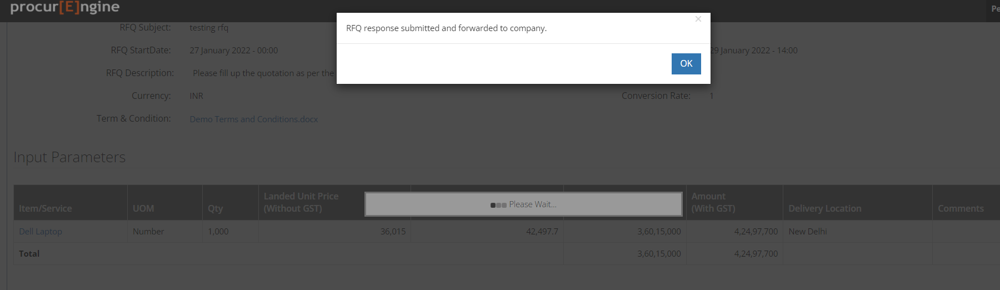 procur[E]ngine
Pe
RFQ response submitted and forwarded to company.
×
OK
RFQ Subject: testing rfq
RFQ StartDate: 27 January 2022 - 00:00 29 January 2022 - 14:00
RFQ Description: Please fill up the quotation as per the
Currency: INR Conversion Rate: 1
Term & Condition: Demo Terms and Conditions.docx
Input Parameters
Item/Service UOM Qty Landed Unit Price (Without GST) Amount (With GST) Delivery Location Comments
Please Wait...
Dell Laptop Number 1,000 36,015 42,497.7 3,60,15,000 4,24,97,700 New Delhi
Total 3,60,15,000 4,24,97,700